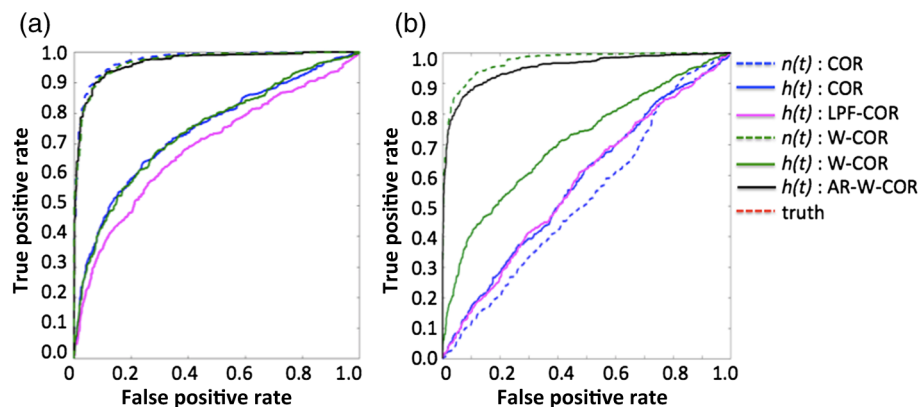 (a)
True positive rate
1.0
0.9
0.8
0.7
0.6
0.5
0.4
0.3
0.2
0.1
0.0
0 0.2 0.4 0.6 0.8 1.0
False positive rate
(b)
True positive rate
1.0
0.9
0.8
0.7
0.6
0.5
0.4
0.3
0.2
0.1
0.0
0 0.2 0.4 0.6 0.8 1.0
False positive rate
n(t) : COR
h(t) : COR
h(t) : LPF-COR
n(t) : W-COR
h(t) : W-COR
h(t) : AR-W-COR
truth